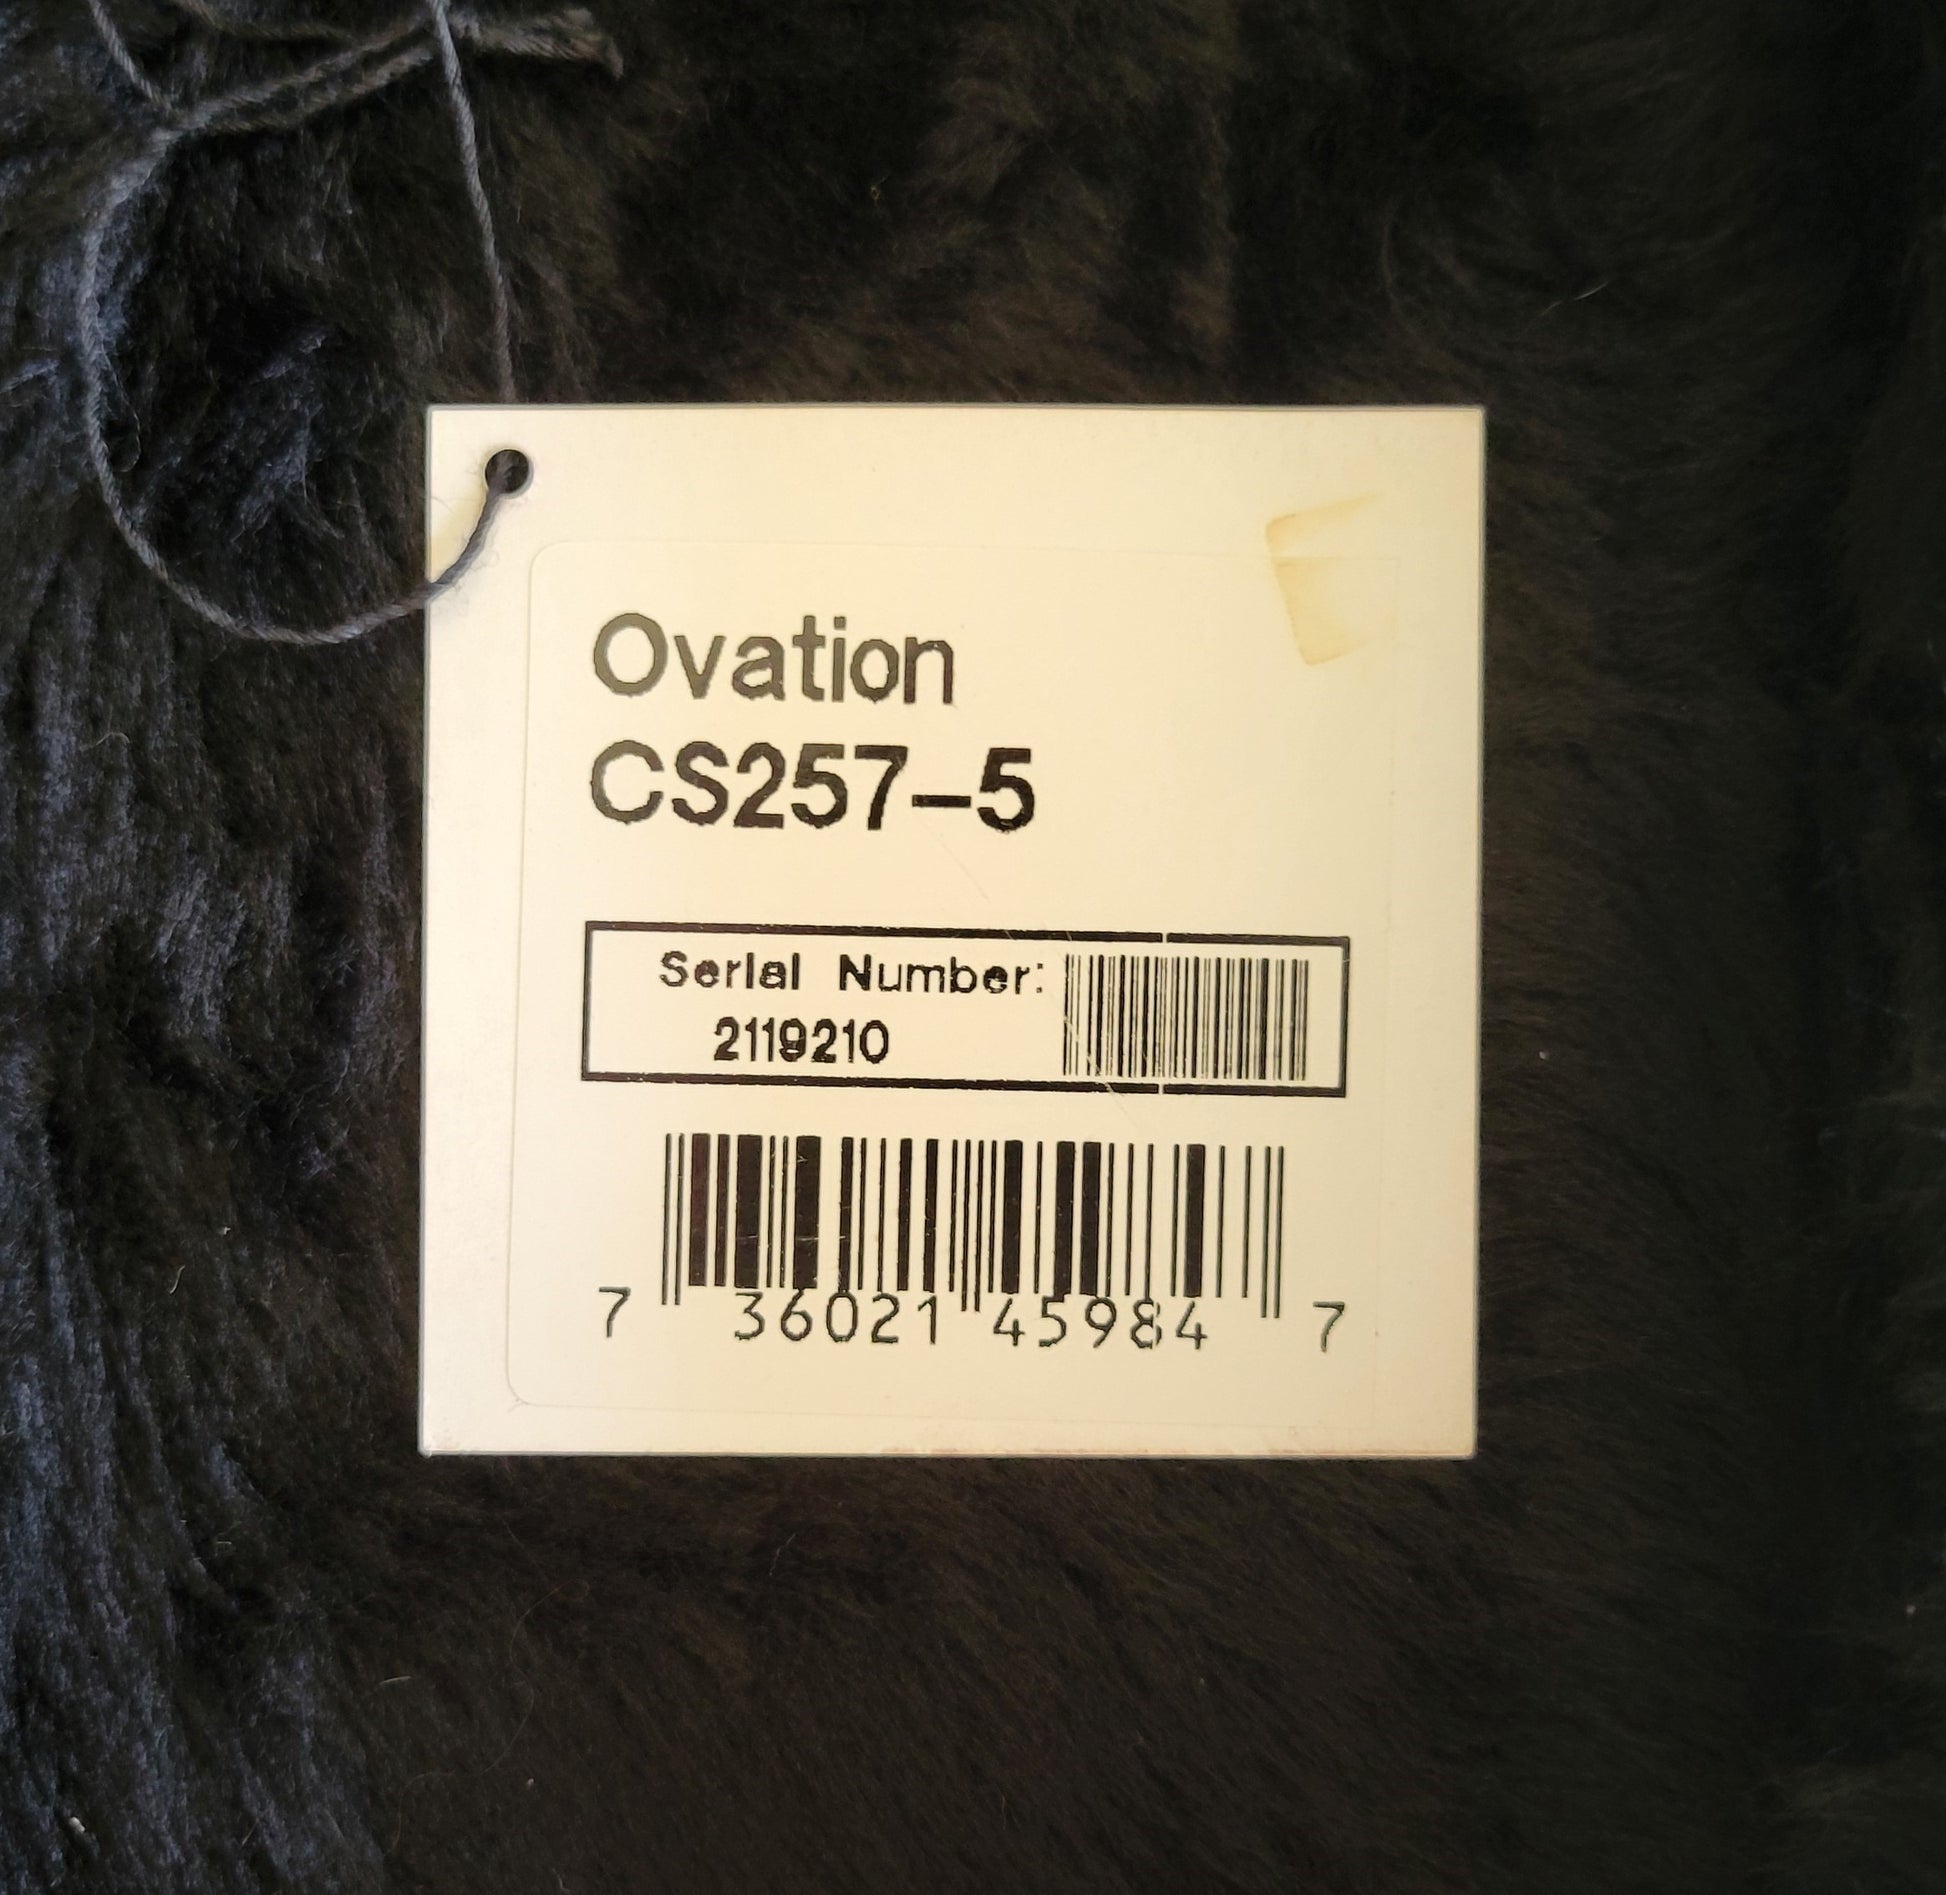 Ovation
CS257-5
Serial Number:
2119210
7 36021 45984 7